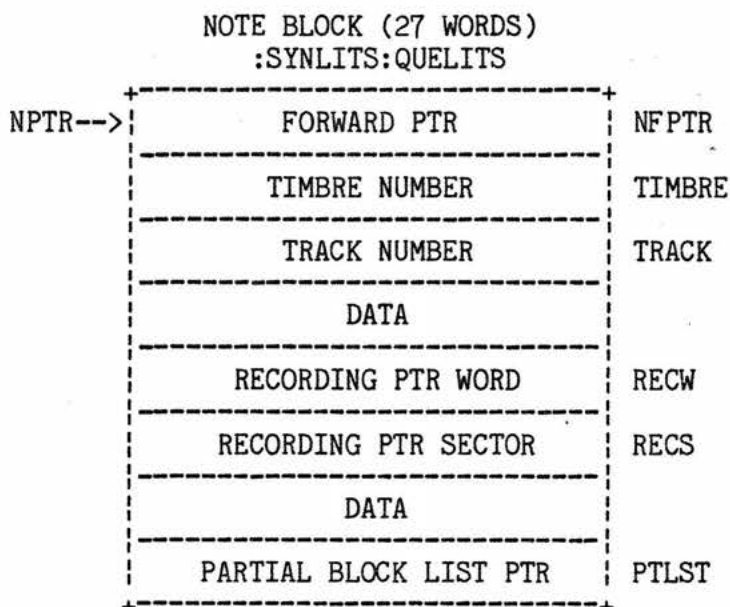 NOTE BLOCK (27 WORDS)
:SYNLITS:QUELITS
NPTR--> FORWARD PTR NFPTR
TIMBRE NUMBER TIMBRE
TRACK NUMBER TRACK
DATA
RECORDING PTR WORD RECW
RECORDING PTR SECTOR RECS
DATA
PARTIAL BLOCK LIST PTR PTLST